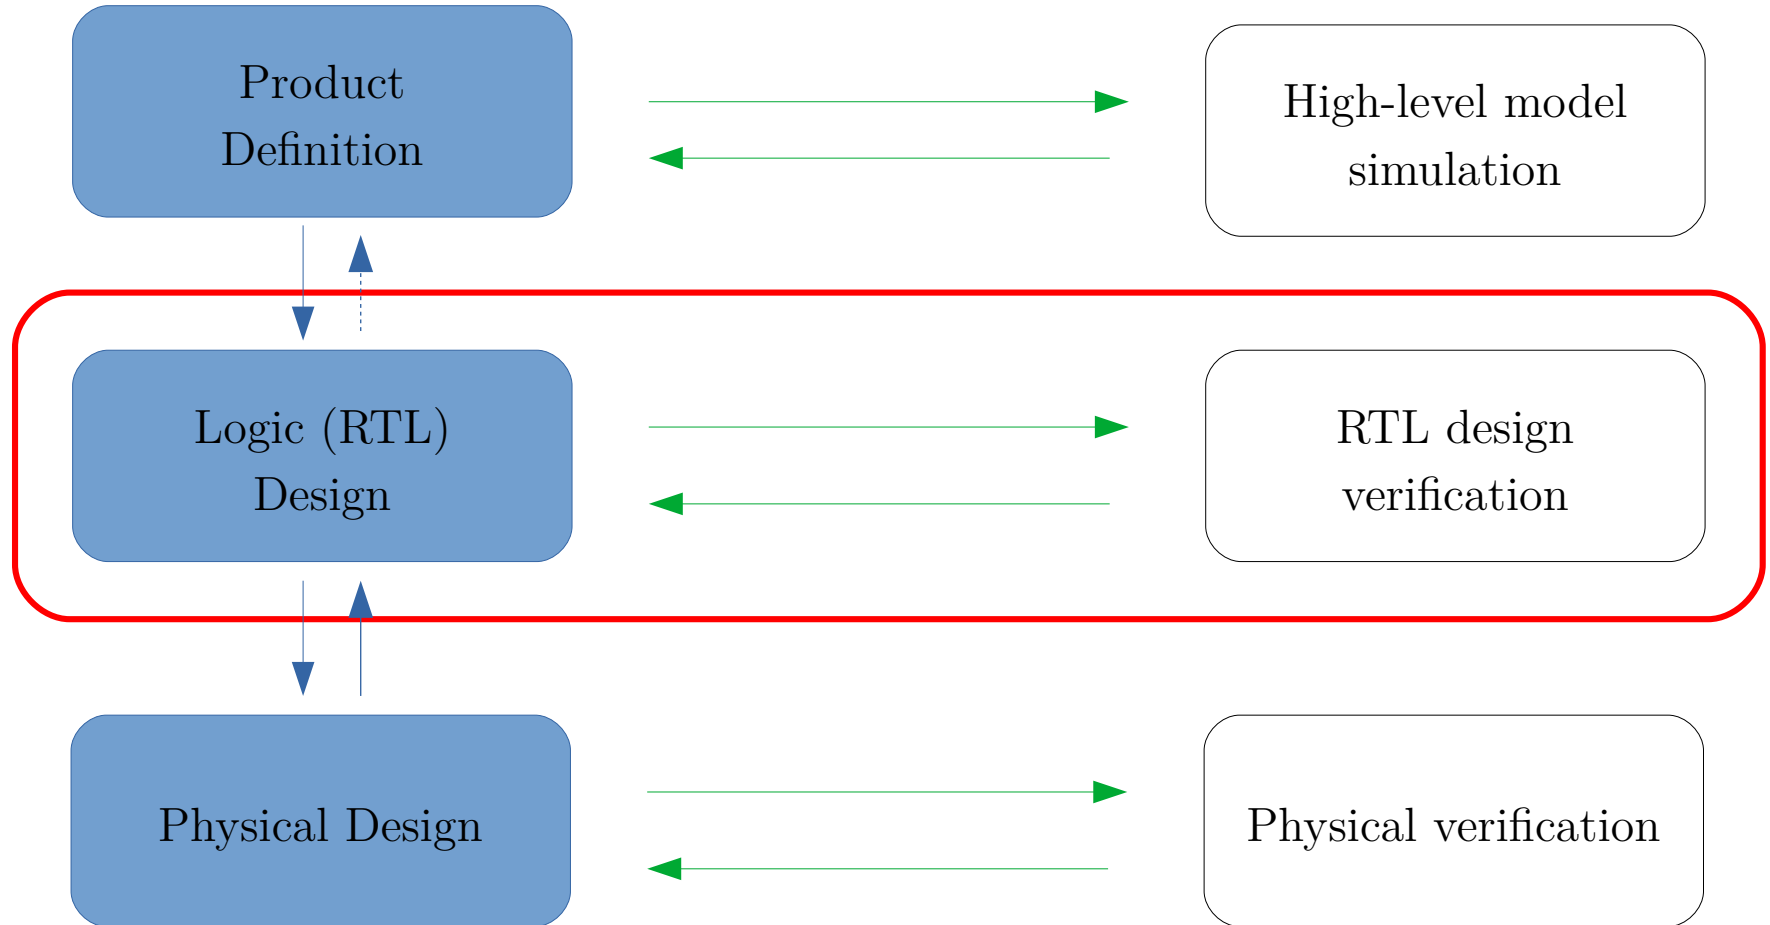 Product
Definition
High-level model
simulation
Logic (RTL)
Design
RTL design
verification
Physical Design
Physical verification